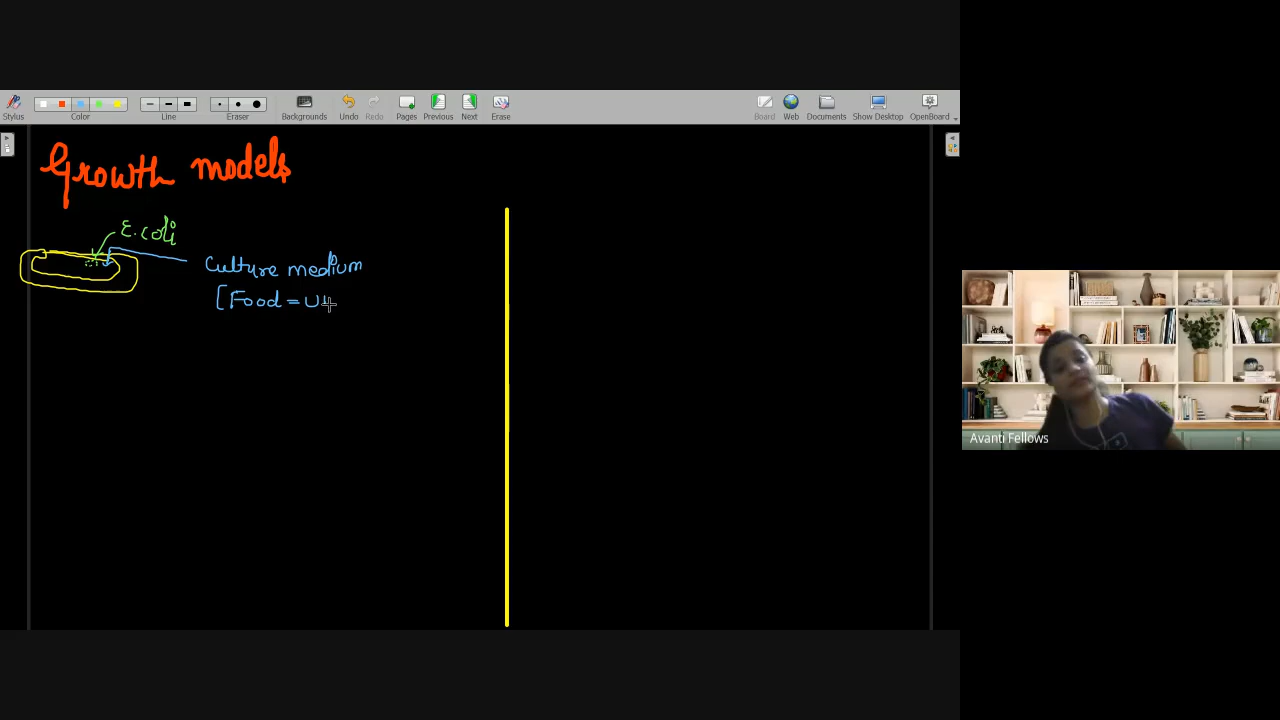 Stylus
Color
Line
Eraser
Backgrounds
Undo
Redo
Pages
Previous
Next
Erase
Board
Web
Documents
Show Desktop
OpenBoard
Growth models
E.coli
Culture medium
[Food =
Avanti Fellows